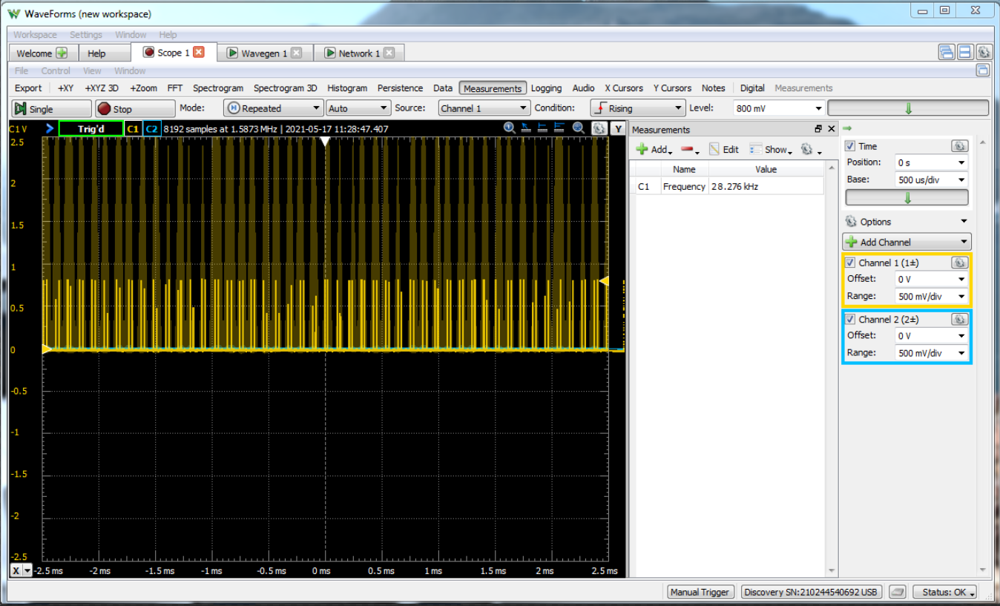 WaveForms (new workspace)
Workspace Settings Window Help
Welcome Help Scope 1 Wavegen 1 Network 1
File Control View Window
Export +XY +XYZ 3D +Zoom FFT Spectrogram Spectrogram 3D Histogram Persistence Data Measurements Logging Audio X Cursors Y Cursors Notes Digital Measurements
Single Stop Mode: Repeated Auto Source: Channel 1 Condition: Rising Level: 800 mV
C1 V Trig'd C1 C2 8192 samples at 1.5873 MHz | 2021-05-17 11:28:47.407 Y
2.5
2
1.5
1
0.5
0
-0.5
-1
-1.5
-2
-2.5
X -2.5 ms -2 ms -1.5 ms -1 ms -0.5 ms 0 ms 0.5 ms 1 ms 1.5 ms 2 ms 2.5 ms
Measurements
Add Edit Show
Name Value
C1 Frequency 28.276 kHz
Time
Position: 0 s
Base: 500 us/div
Options
Add Channel
Channel 1 (1±)
Offset: 0 V
Range: 500 mV/div
Channel 2 (2±)
Offset: 0 V
Range: 500 mV/div
Manual Trigger Discovery SN:210244540692 USB Status: OK